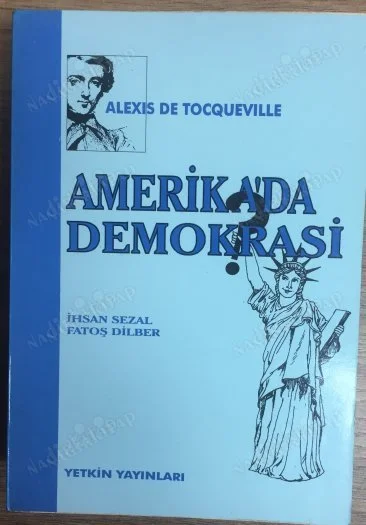 ALEXIS DE TOCQUEVILLE
AMERİKA'DA
?
DEMOKRASİ
İHSAN SEZAL
FATOŞ DİLBER
YETKİN YAYINLARI